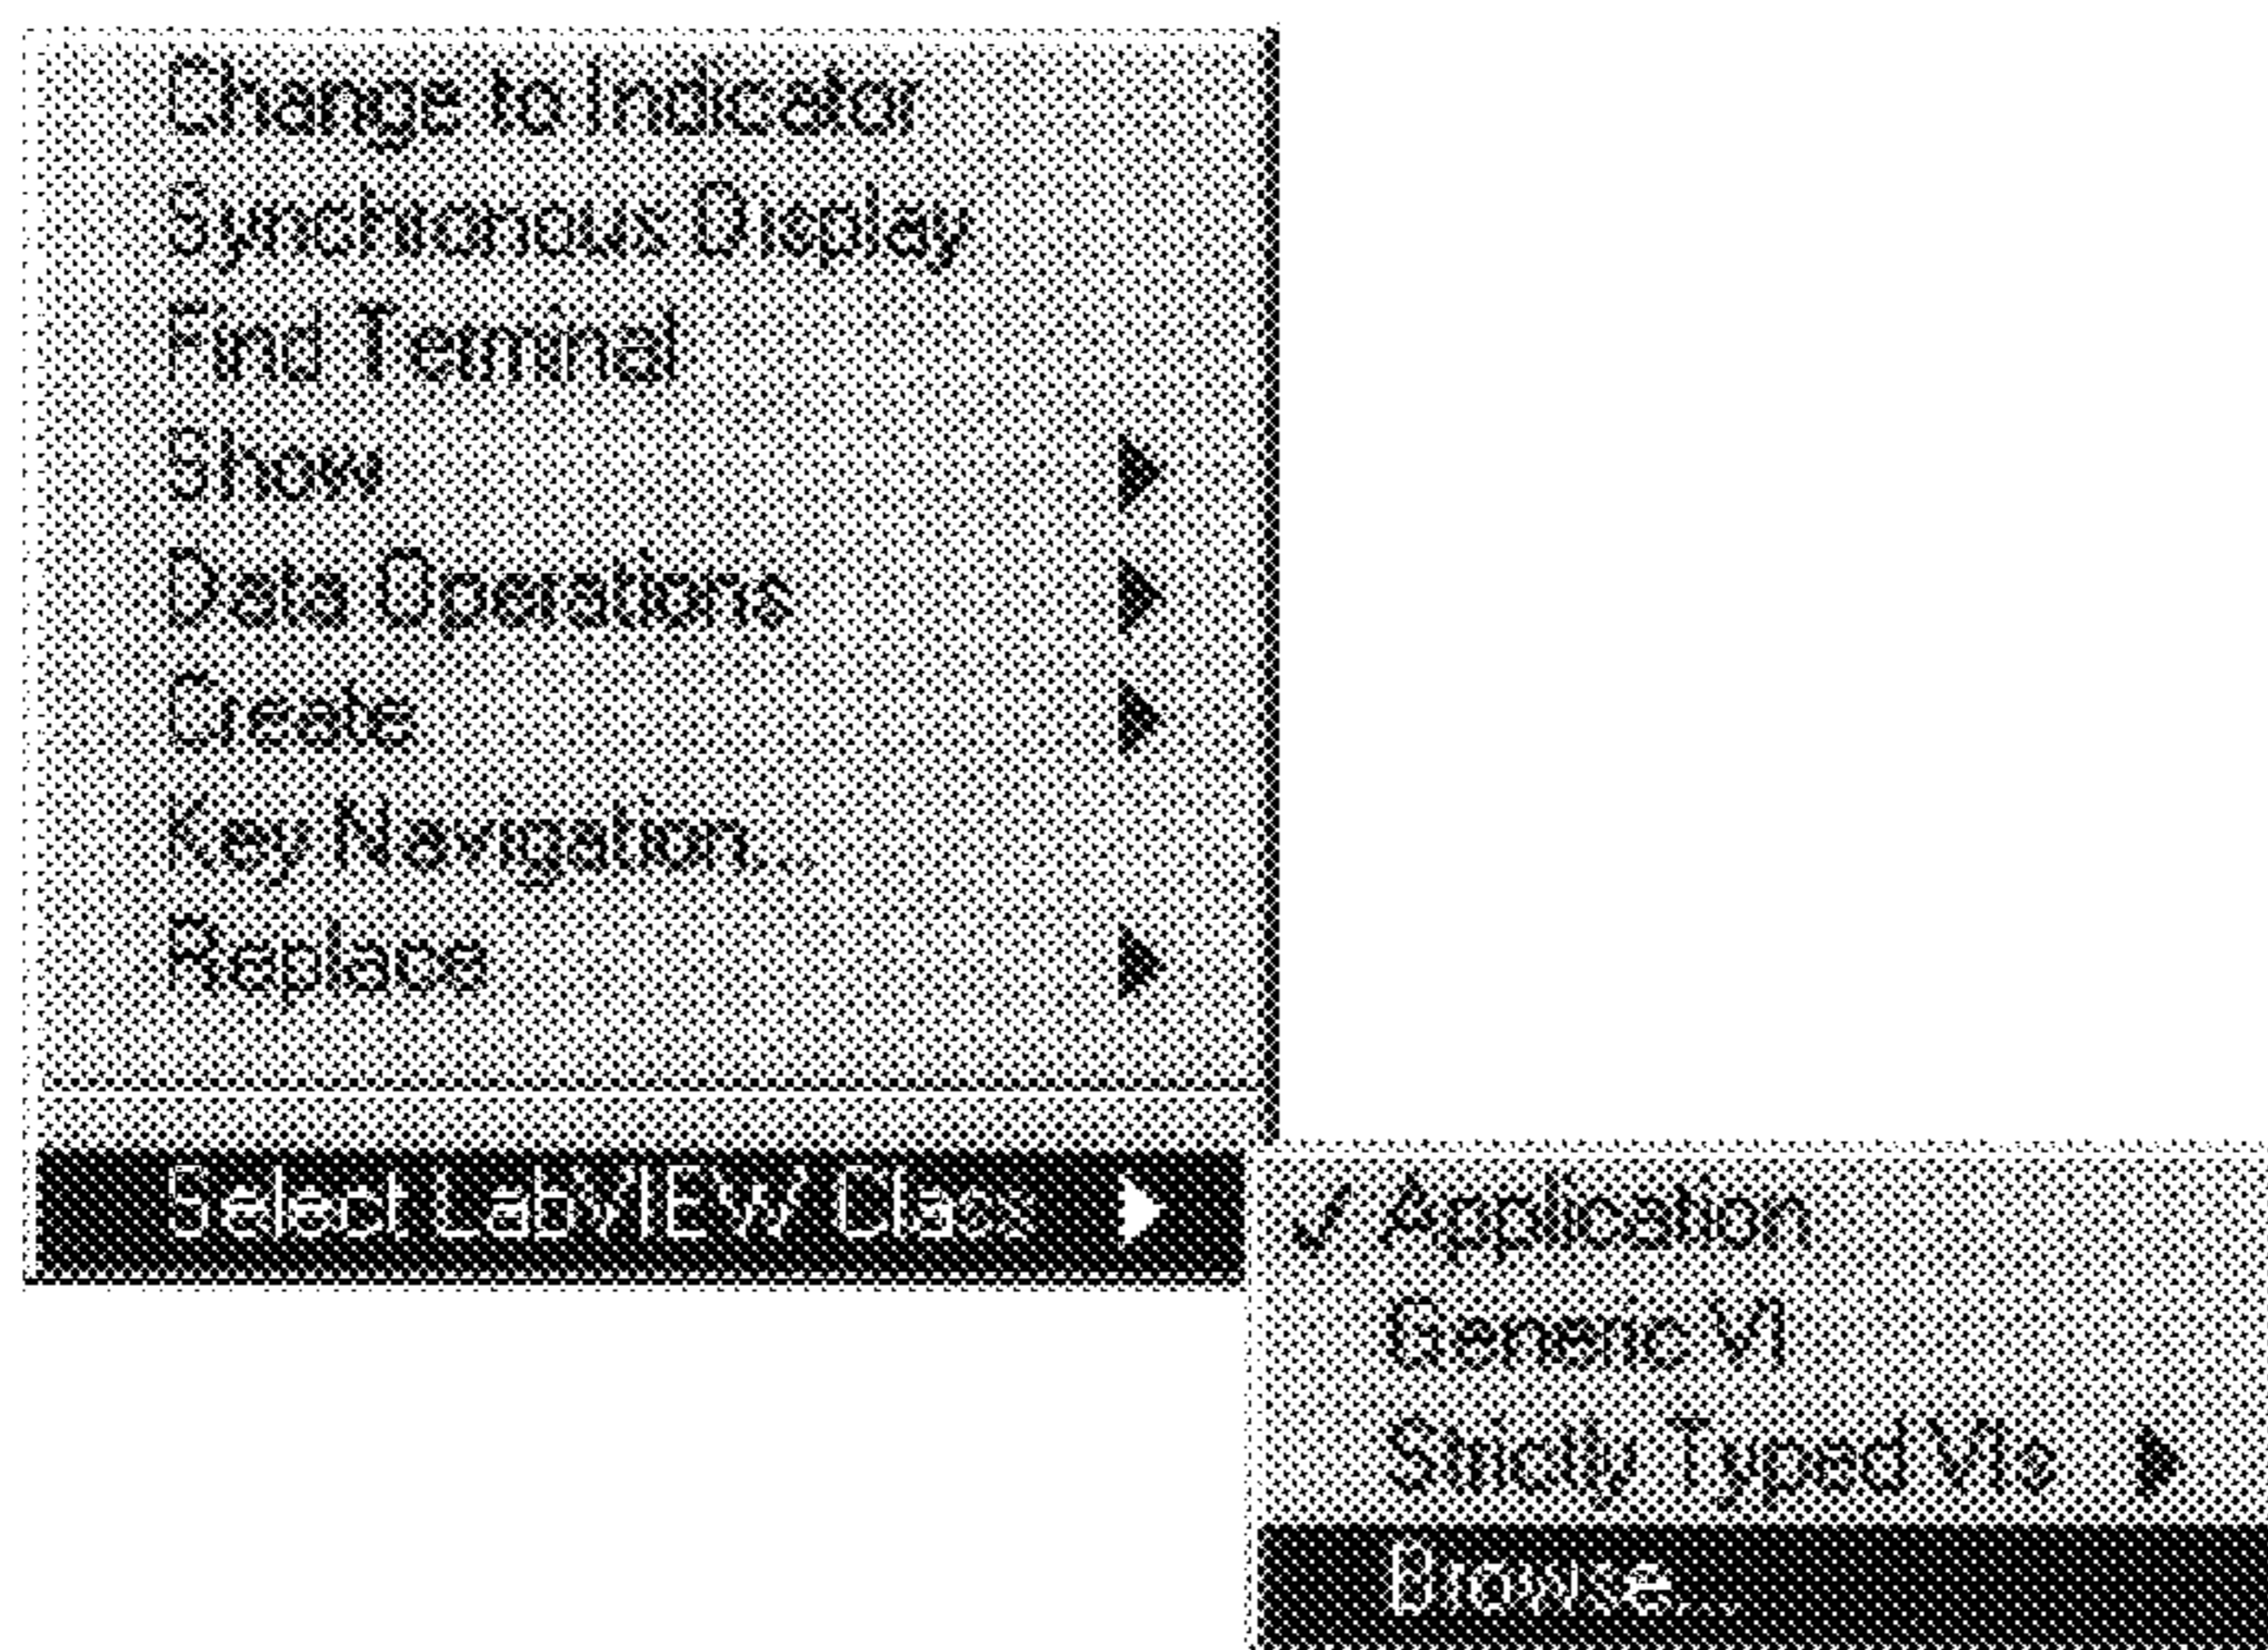 Change to Indicator
Synchronous Display
Find Terminal
Show
Data Operations
Create
Key Navigation...
Replace
Select LabVIEW Class
✓ Application
Generic VI
Strictly Typed VIs
Browse...